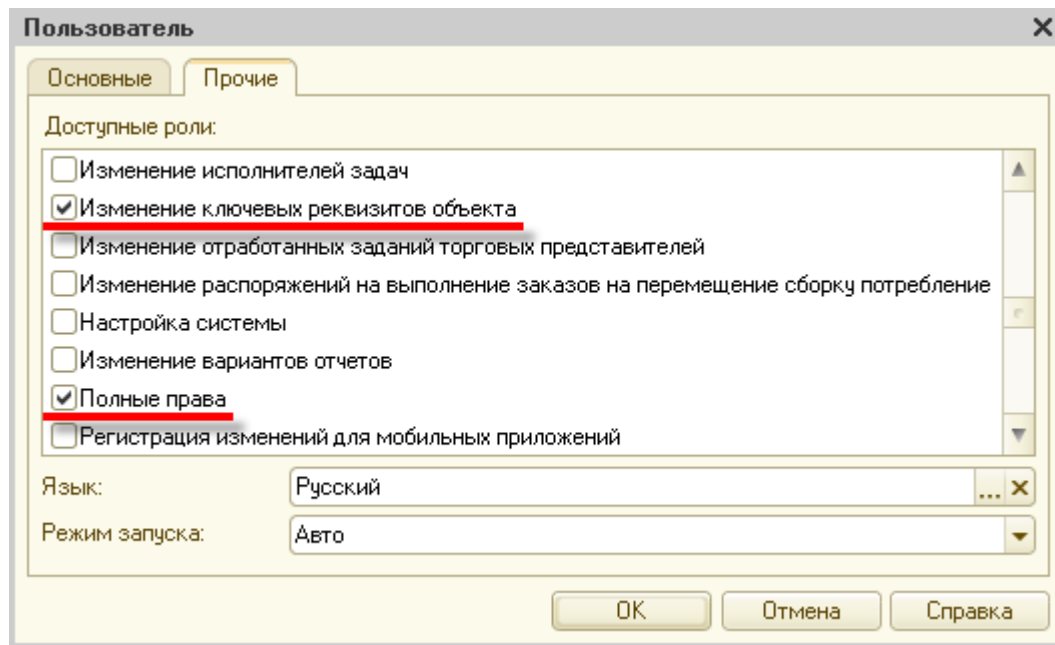 Пользователь
Основные Прочие
Доступные роли:
Изменение исполнителей задач
Изменение ключевых реквизитов объекта
Изменение отработанных заданий торговых представителей
Изменение распоряжений на выполнение заказов на перемещение сборку потребление
Настройка системы
Изменение вариантов отчетов
Полные права
Регистрация изменений для мобильных приложений
Язык: Русский ...
Режим запуска: Авто
OK Отмена Справка